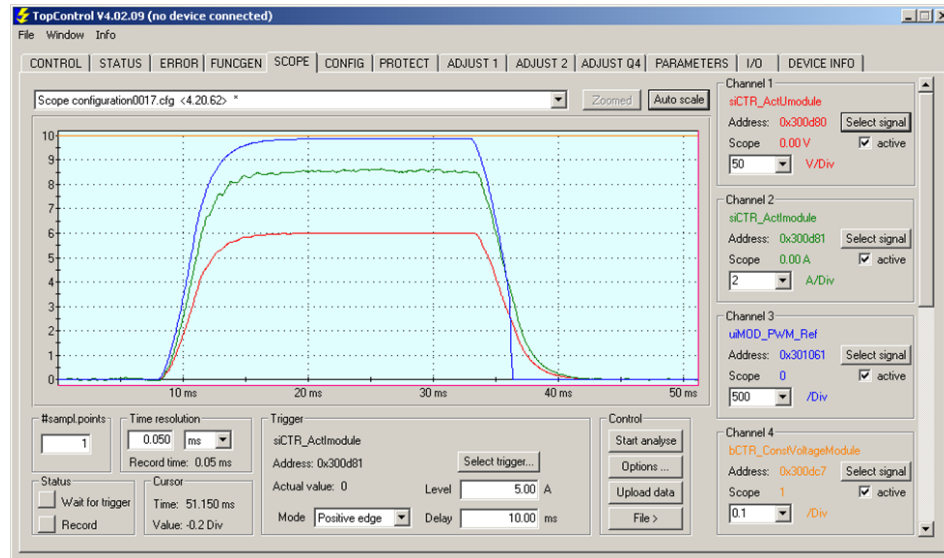 TopControl V4.02.09 (no device connected)
File Window Info
CONTROL STATUS ERROR FUNCGEN SCOPE CONFIG PROTECT ADJUST 1 ADJUST 2 ADJUST Q4 PARAMETERS I/O DEVICE INFO
Scope configuration0017.cfg <4.20.62> *
Zoomed
Auto scale
10
9
8
7
6
5
4
3
2
1
0
10 ms 20 ms 30 ms 40 ms 50 ms
Channel 1
siCTR_ActUmodule
Address: 0x300d80 Select signal
Scope 0.00 V active
50 V/Div
Channel 2
siCTR_ActImodule
Address: 0x300d81 Select signal
Scope 0.00 A active
2 A/Div
Channel 3
uiMOD_PWM_Ref
Address: 0x301061 Select signal
Scope 0 active
500 /Div
Channel 4
bCTR_ConstVoltageModule
Address: 0x300dc7 Select signal
Scope 1 active
0.1 /Div
#sampl.points
1
Time resolution
0.050 ms
Record time: 0.05 ms
Status
Wait for trigger
Record
Cursor
Time: 51.150 ms
Value: -0.2 Div
Trigger
siCTR_ActImodule
Address: 0x300d81 Select trigger...
Actual value: 0 Level 5.00 A
Mode Positive edge Delay 10.00 ms
Control
Start analyse
Options ...
Upload data
File >